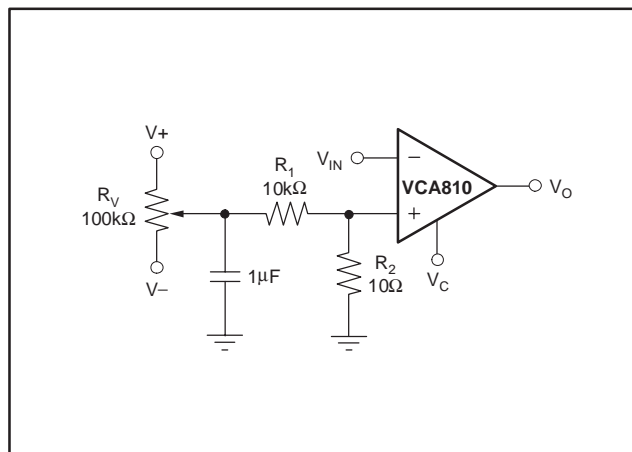 V+
R_V
100kΩ
V−
R_1
10kΩ
1µF
R_2
10Ω
V_IN
−
VCA810
+
V_C
V_O